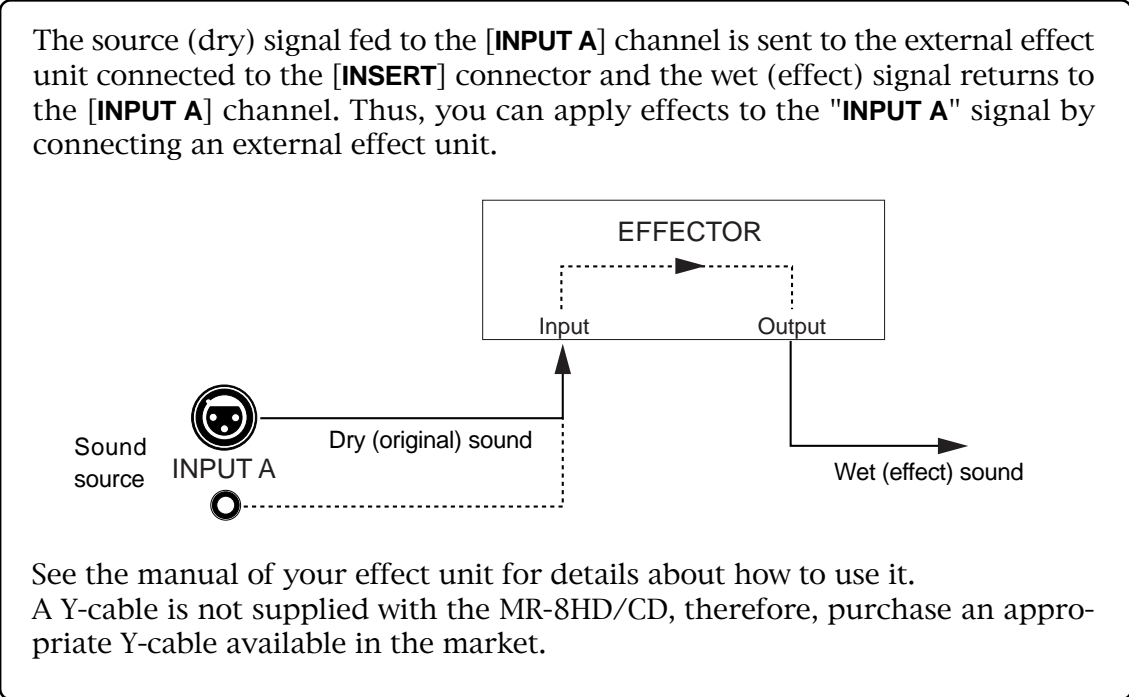 The source (dry) signal fed to the [INPUT A] channel is sent to the external effect
unit connected to the [INSERT] connector and the wet (effect) signal returns to
the [INPUT A] channel. Thus, you can apply effects to the "INPUT A" signal by
connecting an external effect unit.
EFFECTOR
Input
Output
Sound
source
INPUT A
Dry (original) sound
Wet (effect) sound
See the manual of your effect unit for details about how to use it.
A Y-cable is not supplied with the MR-8HD/CD, therefore, purchase an appro-
priate Y-cable available in the market.